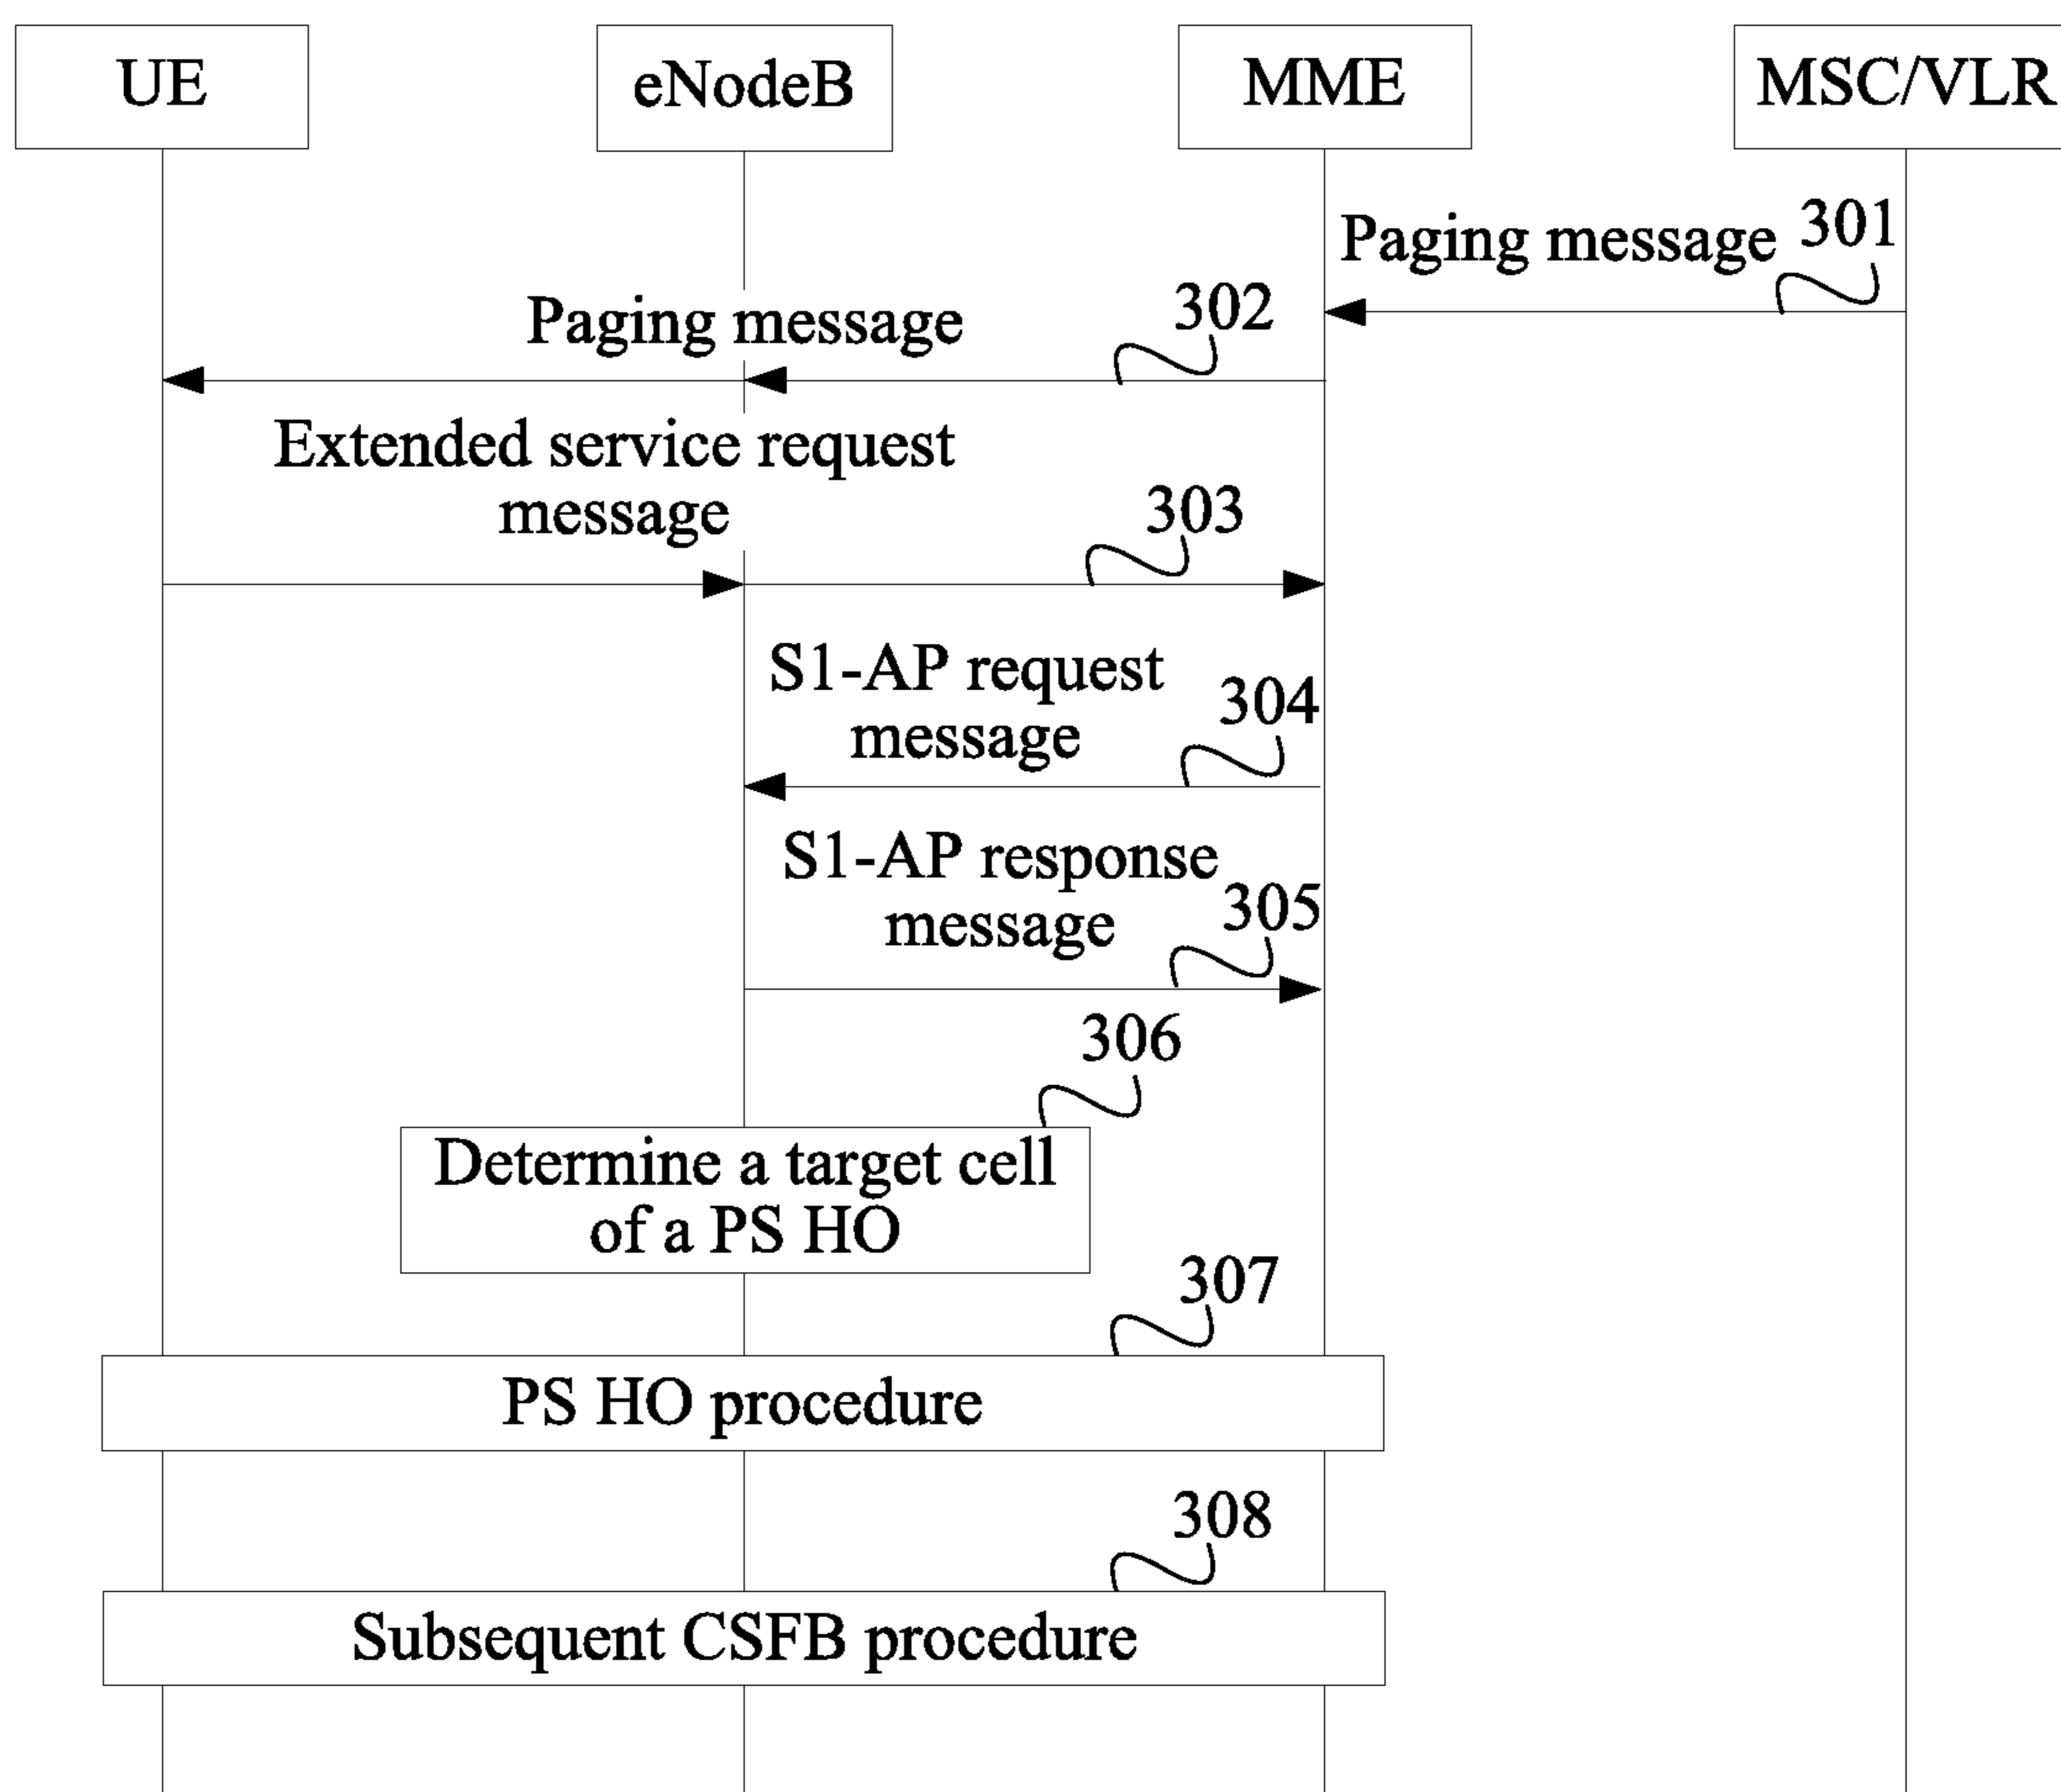 UE
eNodeB
MME
MSC/VLR
Paging message
301
Paging message
302
Extended service request
message
303
S1-AP request
message
304
S1-AP response
message
305
306
Determine a target cell
of a PS HO
307
PS HO procedure
308
Subsequent CSFB procedure